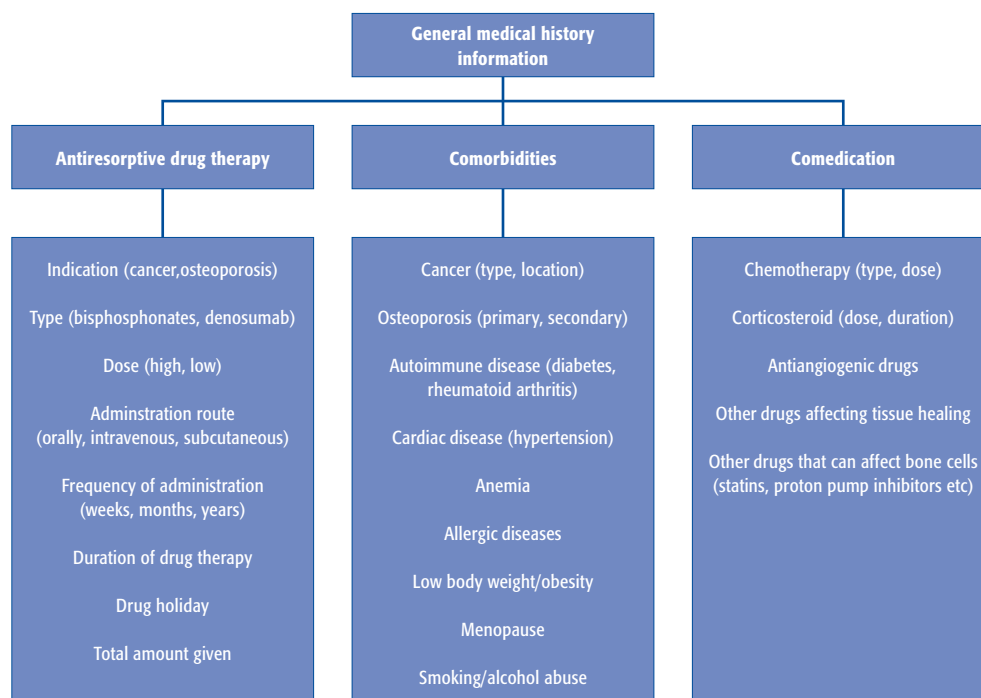 General medical history
information
Antiresorptive drug therapy
Comorbidities
Comedication
Indication (cancer,osteoporosis)
Type (bisphosphonates, denosumab)
Dose (high, low)
Adminstration route
(orally, intravenous, subcutaneous)
Frequency of administration
(weeks, months, years)
Duration of drug therapy
Drug holiday
Total amount given
Cancer (type, location)
Osteoporosis (primary, secondary)
Autoimmune disease (diabetes,
rheumatoid arthritis)
Cardiac disease (hypertension)
Anemia
Allergic diseases
Low body weight/obesity
Menopause
Smoking/alcohol abuse
Chemotherapy (type, dose)
Corticosteroid (dose, duration)
Antiangiogenic drugs
Other drugs affecting tissue healing
Other drugs that can affect bone cells
(statins, proton pump inhibitors etc)